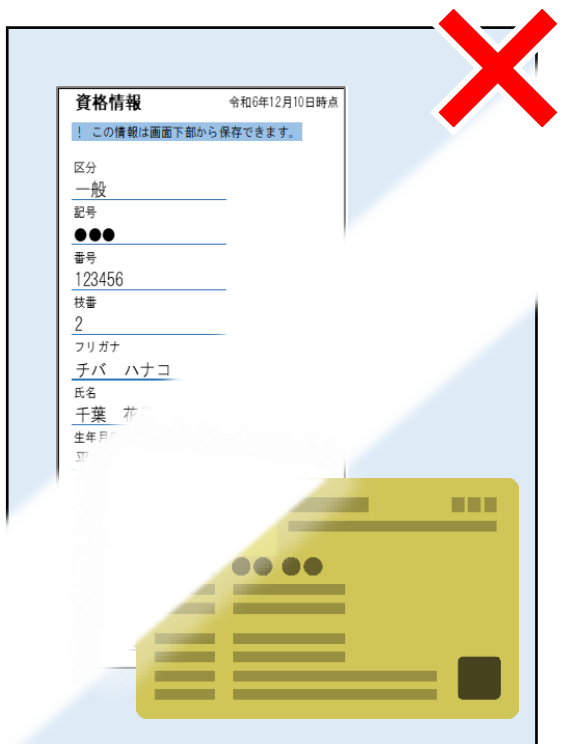 資格情報 令和6年12月10日時点
! この情報は画面下部から保存できます。
区分
一般
記号
●●●
番号
123456
枝番
2
フリガナ
チバ ハナコ
氏名
千葉 花
生年月